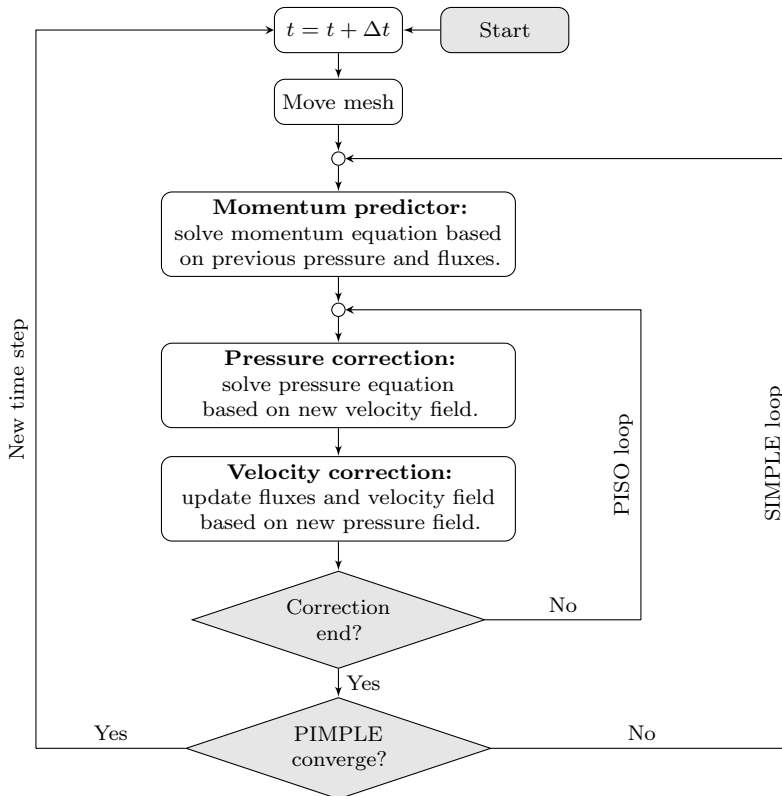 t = t + Δt
Start
Move mesh
Momentum predictor:
solve momentum equation based
on previous pressure and fluxes.
Pressure correction:
solve pressure equation
based on new velocity field.
Velocity correction:
update fluxes and velocity field
based on new pressure field.
Correction
end?
No
PISO loop
Yes
PIMPLE
converge?
No
SIMPLE loop
Yes
New time step